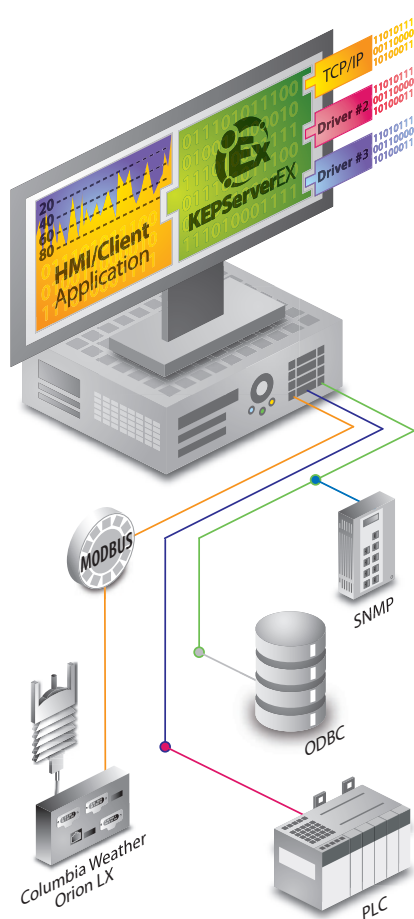 TCP/IP
11010111
00110000
10100011
Driver #2
11010111
00110000
10100011
Driver #3
11010111
00110000
10100011
Ex
KEPServerEX
20
40
60
80
HMI/Client
Application
MODBUS
SNMP
ODBC
Columbia Weather
Orion LX
PLC